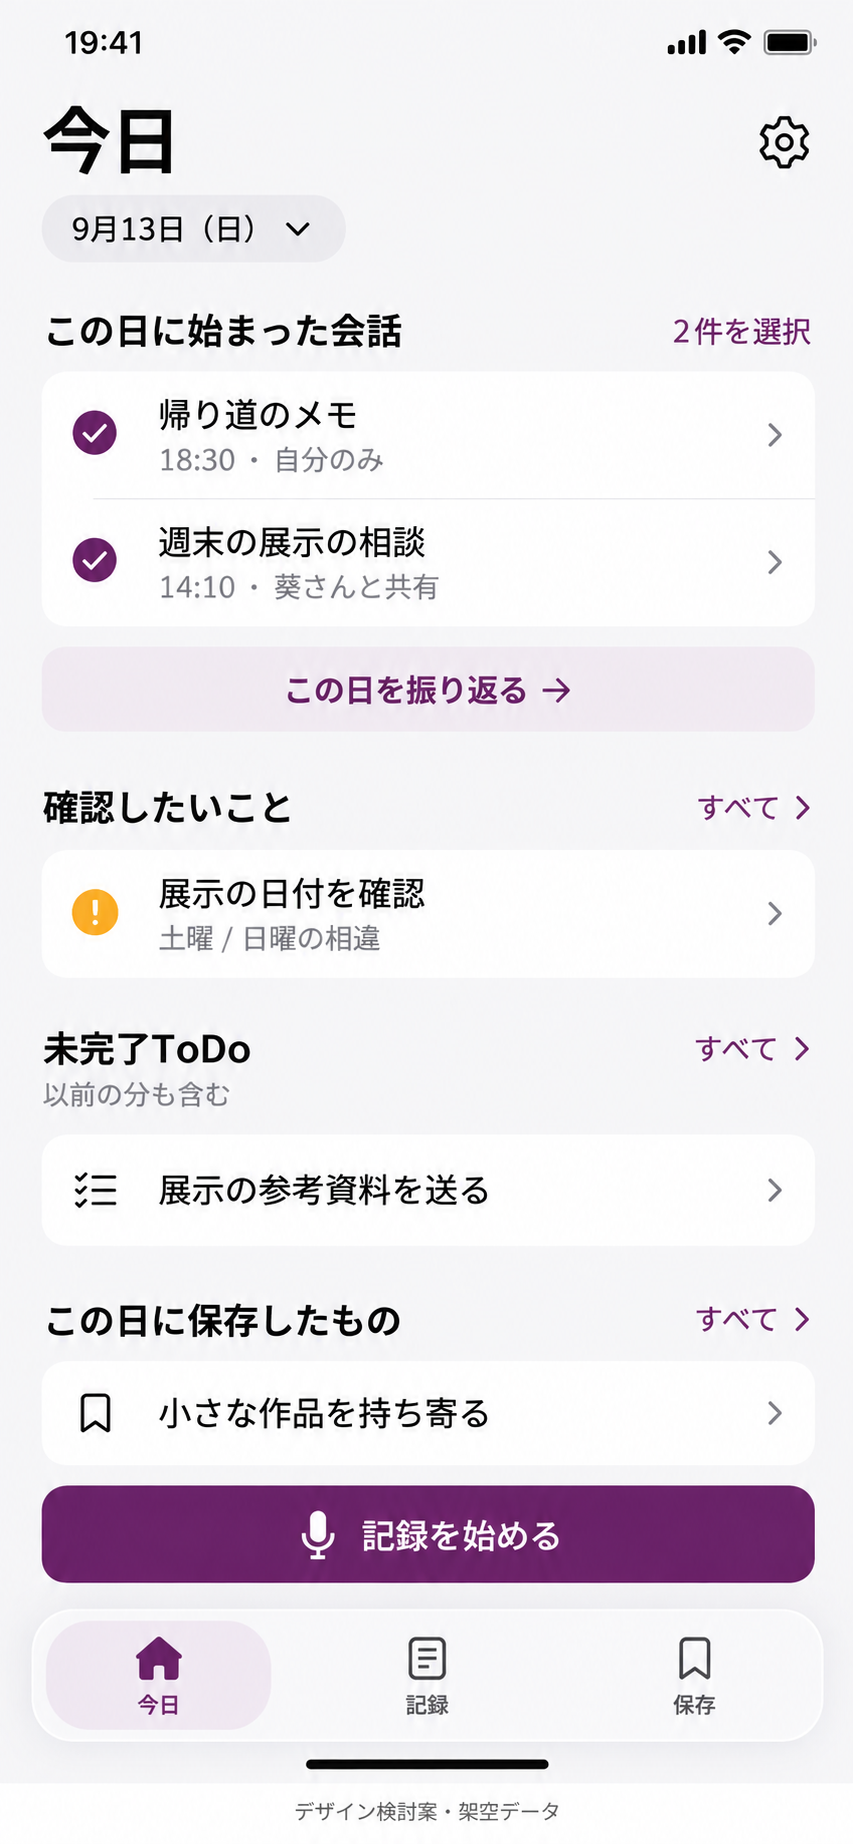 19:41
今日
9月13日（日）
この日に始まった会話
2件を選択
帰り道のメモ
18:30・自分のみ
週末の展示の相談
14:10・葵さんと共有
この日を振り返る →
確認したいこと
すべて
展示の日付を確認
土曜 / 日曜の相違
未完了ToDo
すべて
以前の分も含む
展示の参考資料を送る
この日に保存したもの
すべて
小さな作品を持ち寄る
記録を始める
今日
記録
保存
デザイン検討案・架空データ